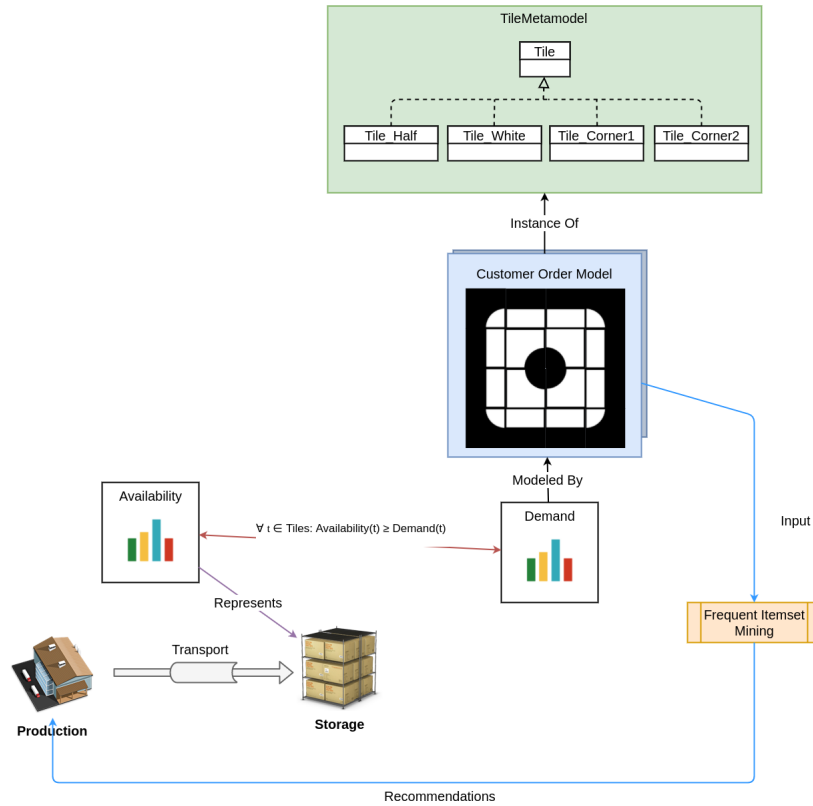 TileMetamodel
Tile
Tile_Half
Tile_White
Tile_Corner1
Tile_Corner2
Instance Of
Customer Order Model
Modeled By
Availability
Demand
∀ t ∈ Tiles: Availability(t) ≥ Demand(t)
Input
Represents
Frequent Itemset
Mining
Transport
Production
Storage
Recommendations